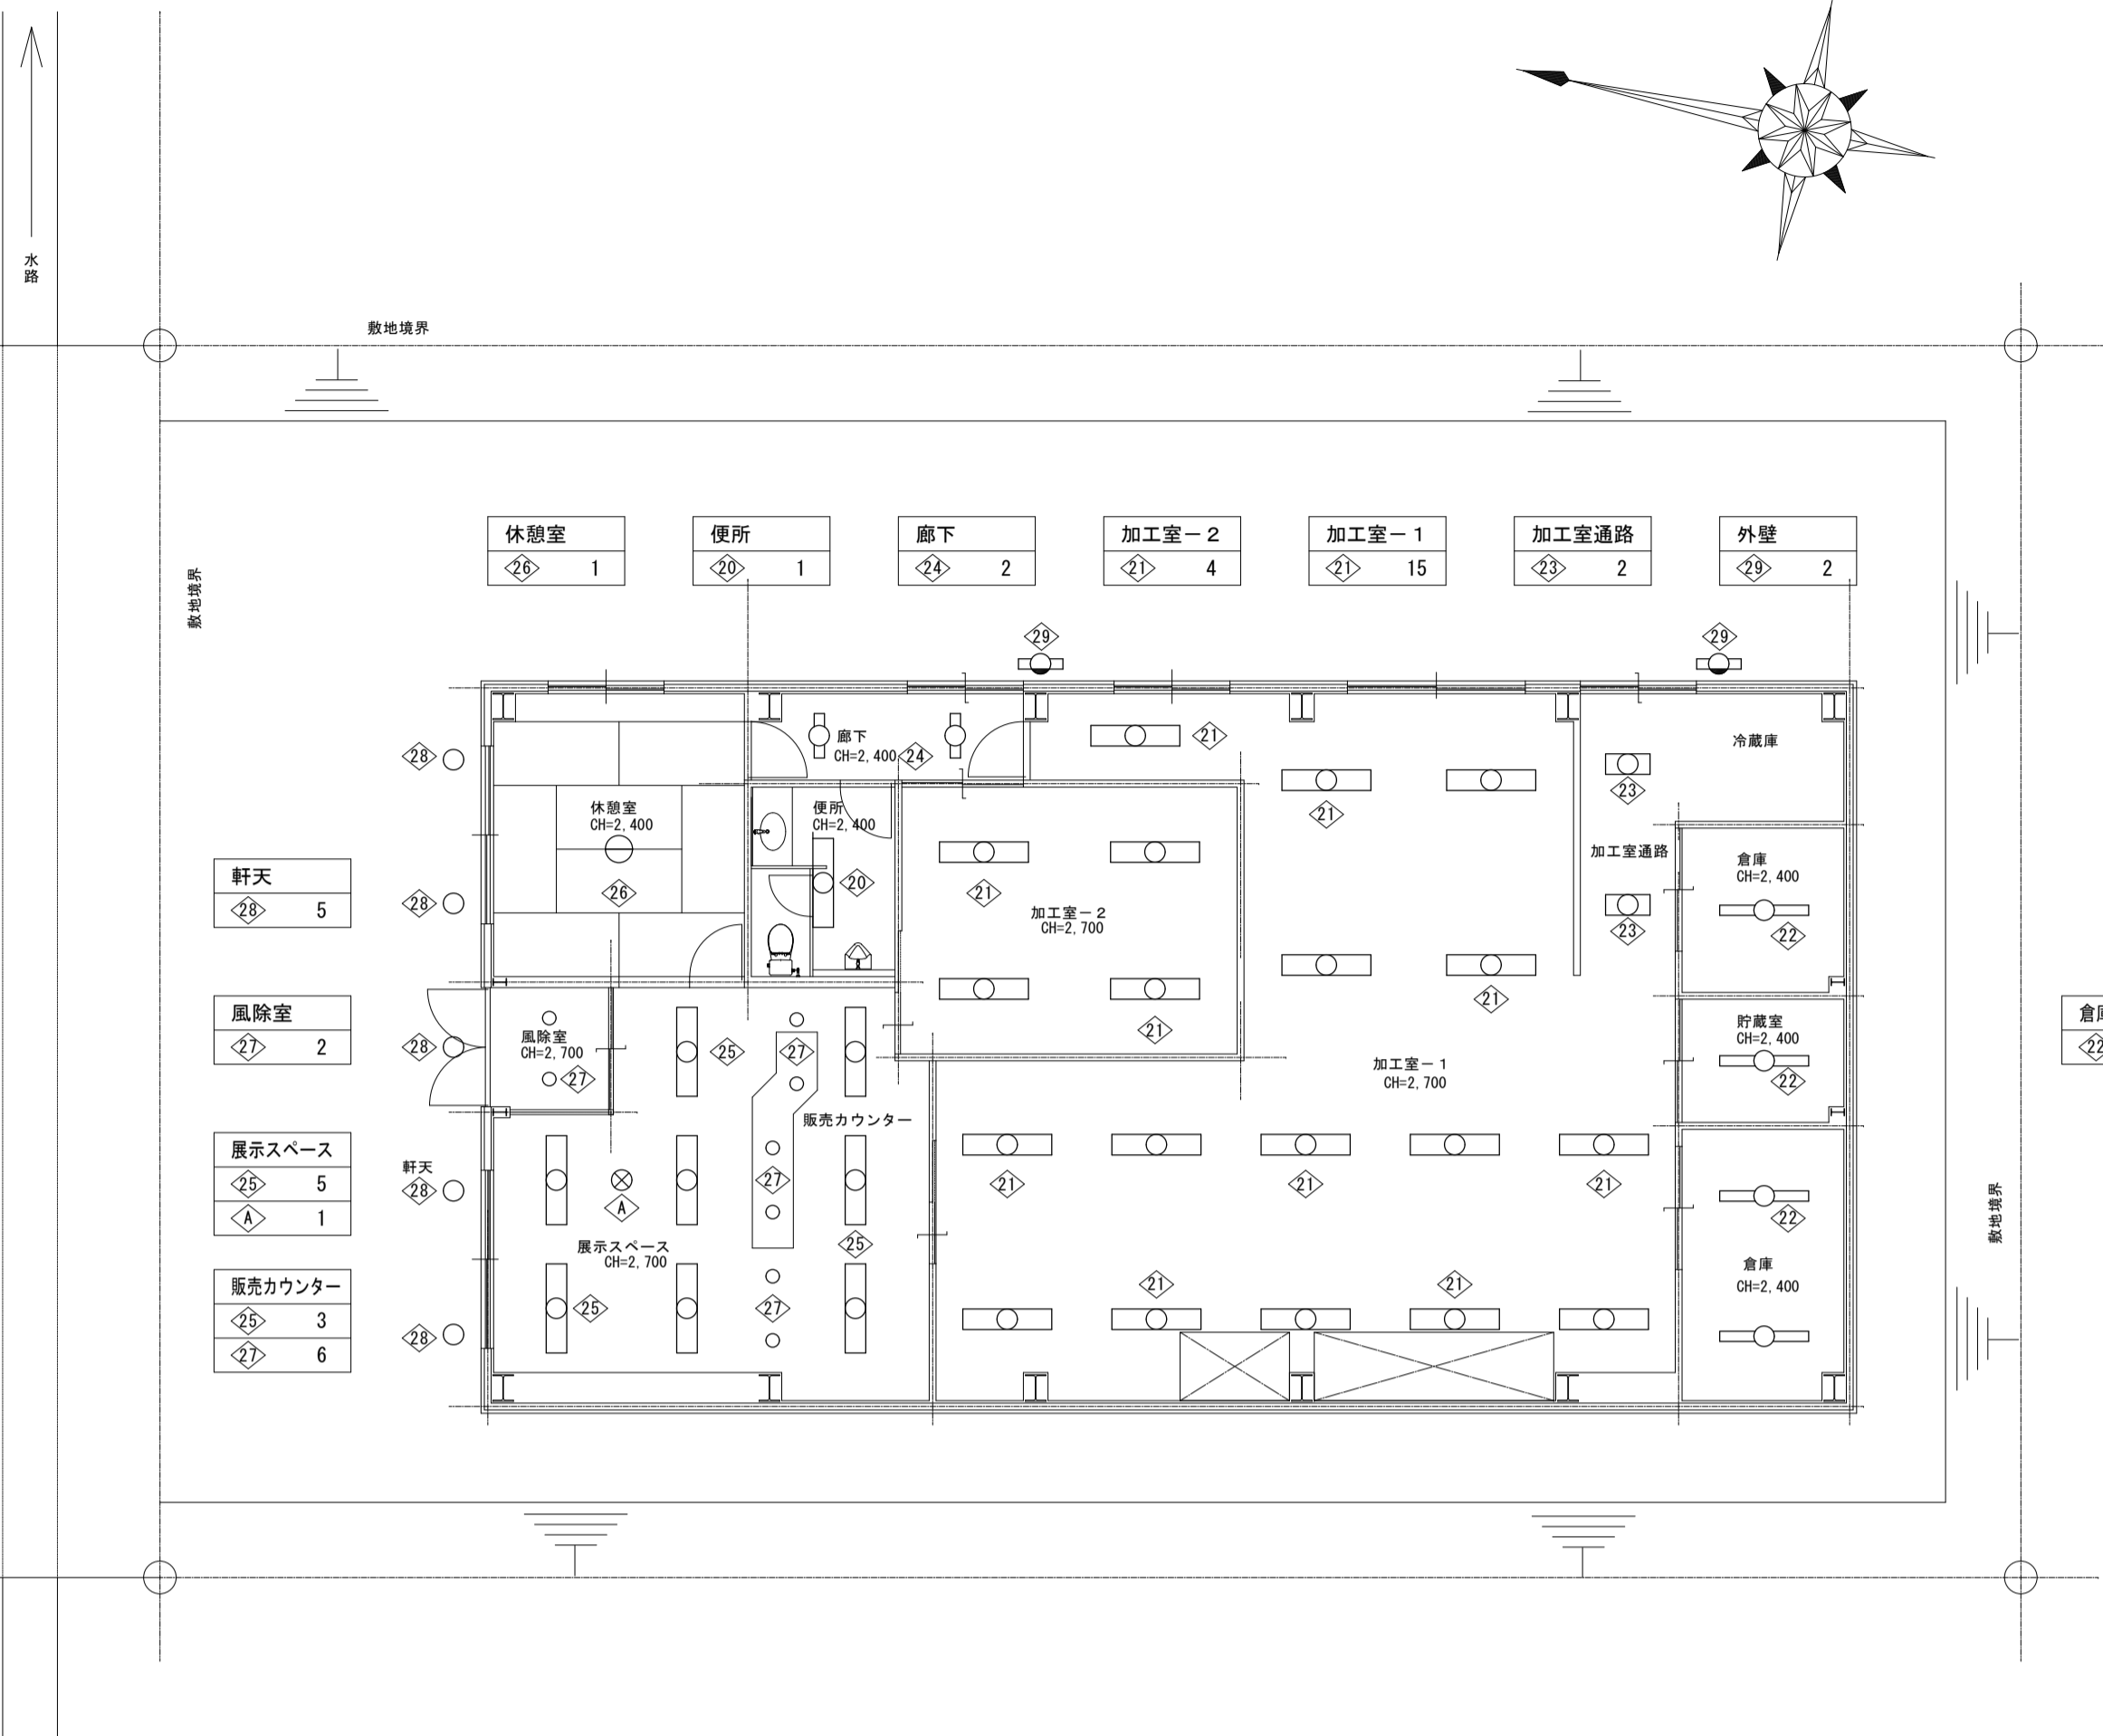 水路
敷地境界
敷地境界
休憩室
26 1
便所
20 1
廊下
24 2
加工室－2
21 4
加工室－1
21 15
加工室通路
23 2
外壁
29 2
29
29
28
廊下
CH=2,400
24
21
21
冷蔵庫
23
休憩室
CH=2,400
26
便所
CH=2,400
20
21
加工室－2
CH=2,700
21
加工室通路
23
倉庫
CH=2,400
22
軒天
28 5
28
21
風除室
27 2
28
風除室
CH=2,700
27
25
27
販売カウンター
加工室－1
CH=2,700
貯蔵室
CH=2,400
22
22
展示スペース
25 5
A 1
軒天
28
A
27
21
21
21
22
敷地境界
展示スペース
CH=2,700
25
倉庫
CH=2,400
販売カウンター
25 3
27 6
28
25
27
21
21